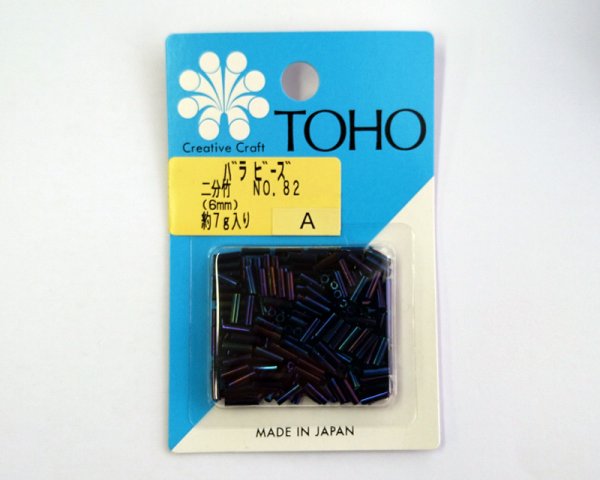 Creative Craft
TOHO
バラビーズ
二分竹 NO.82
(6mm)
約7g入り
A
MADE IN JAPAN